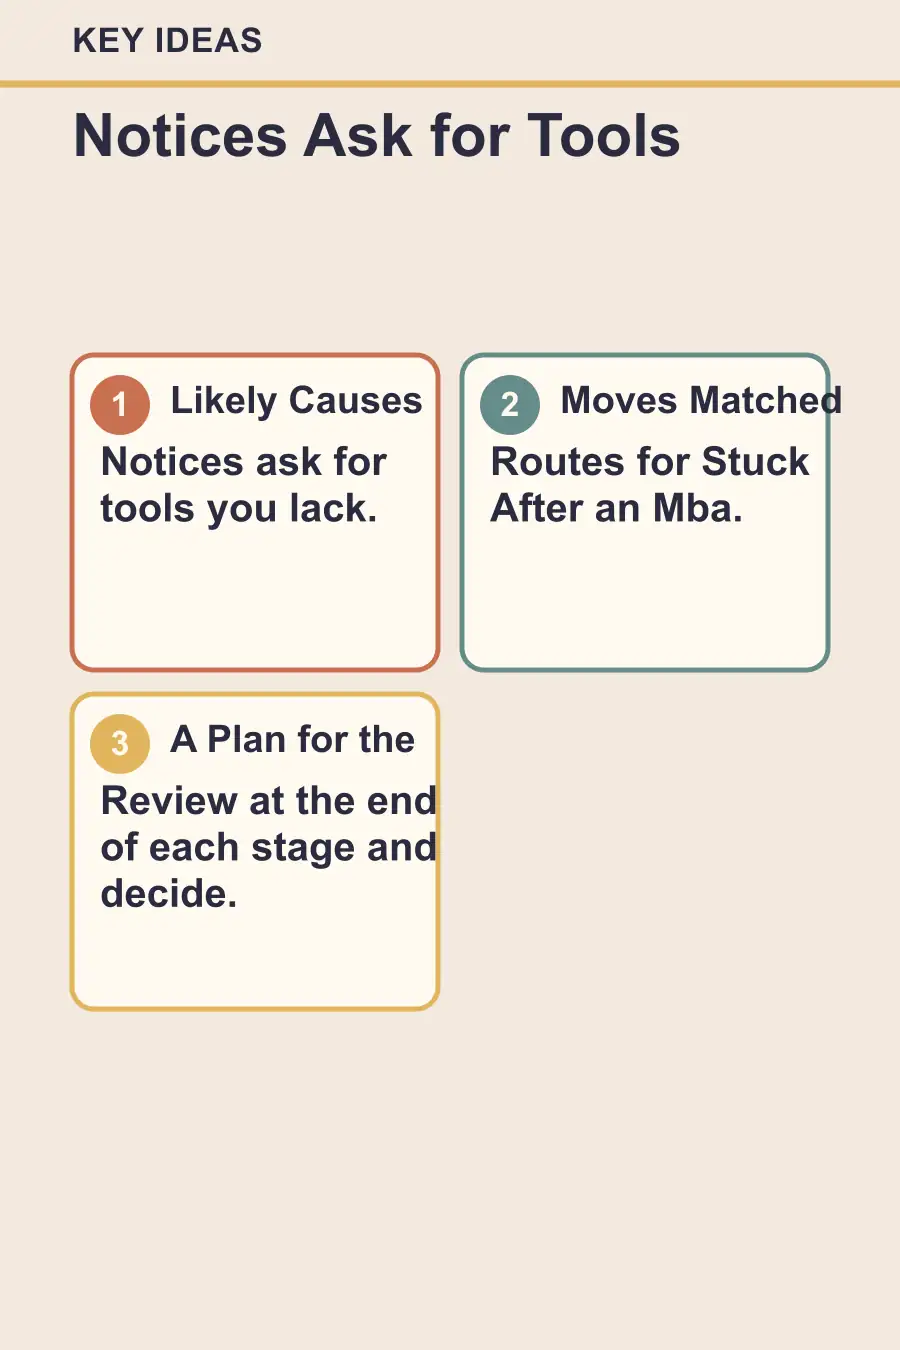 KEY IDEAS
Notices Ask for Tools
1 Likely Causes
Notices ask for
tools you lack.
2 Moves Matched
Routes for Stuck
After an Mba.
3 A Plan for the
Review at the end
of each stage and
decide.